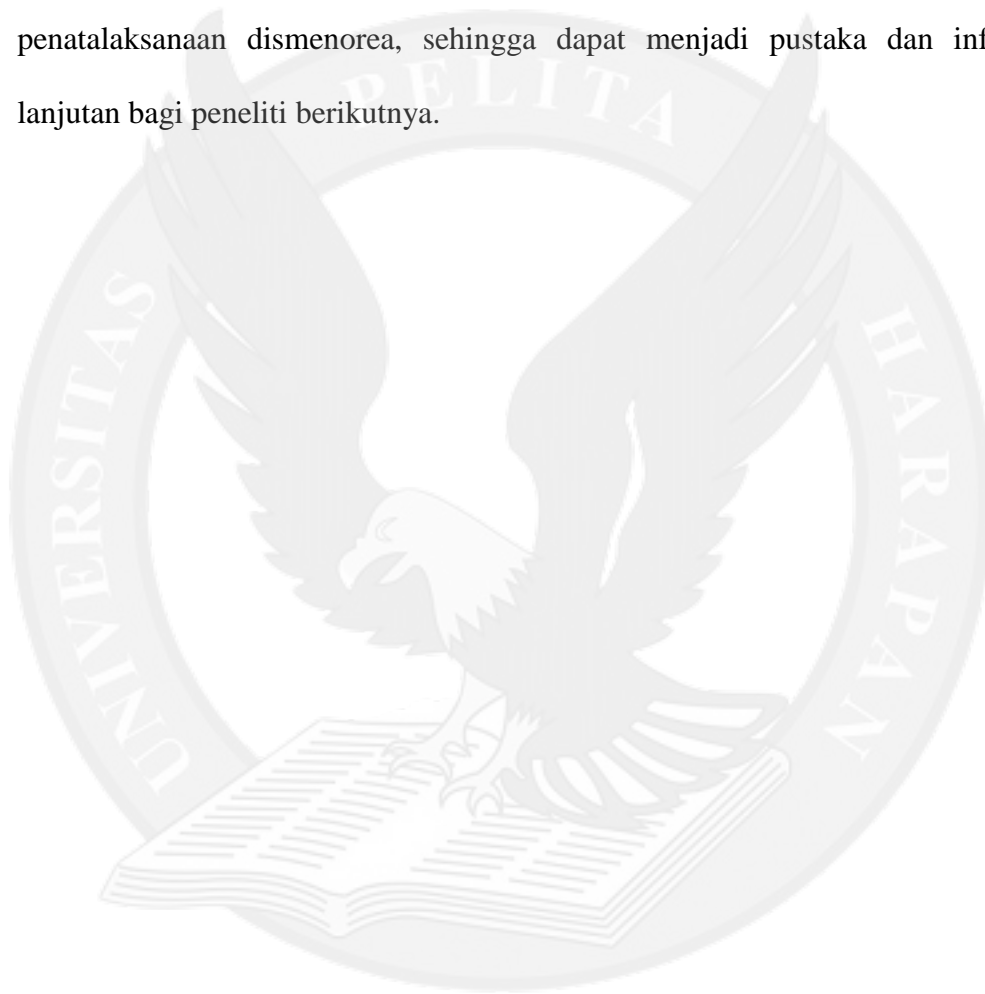 penatalaksanaan dismenorea, sehingga dapat menjadi pustaka dan inf
lanjutan bagi peneliti berikutnya.
PELITA
UNIVERSITAS
HARAPAN